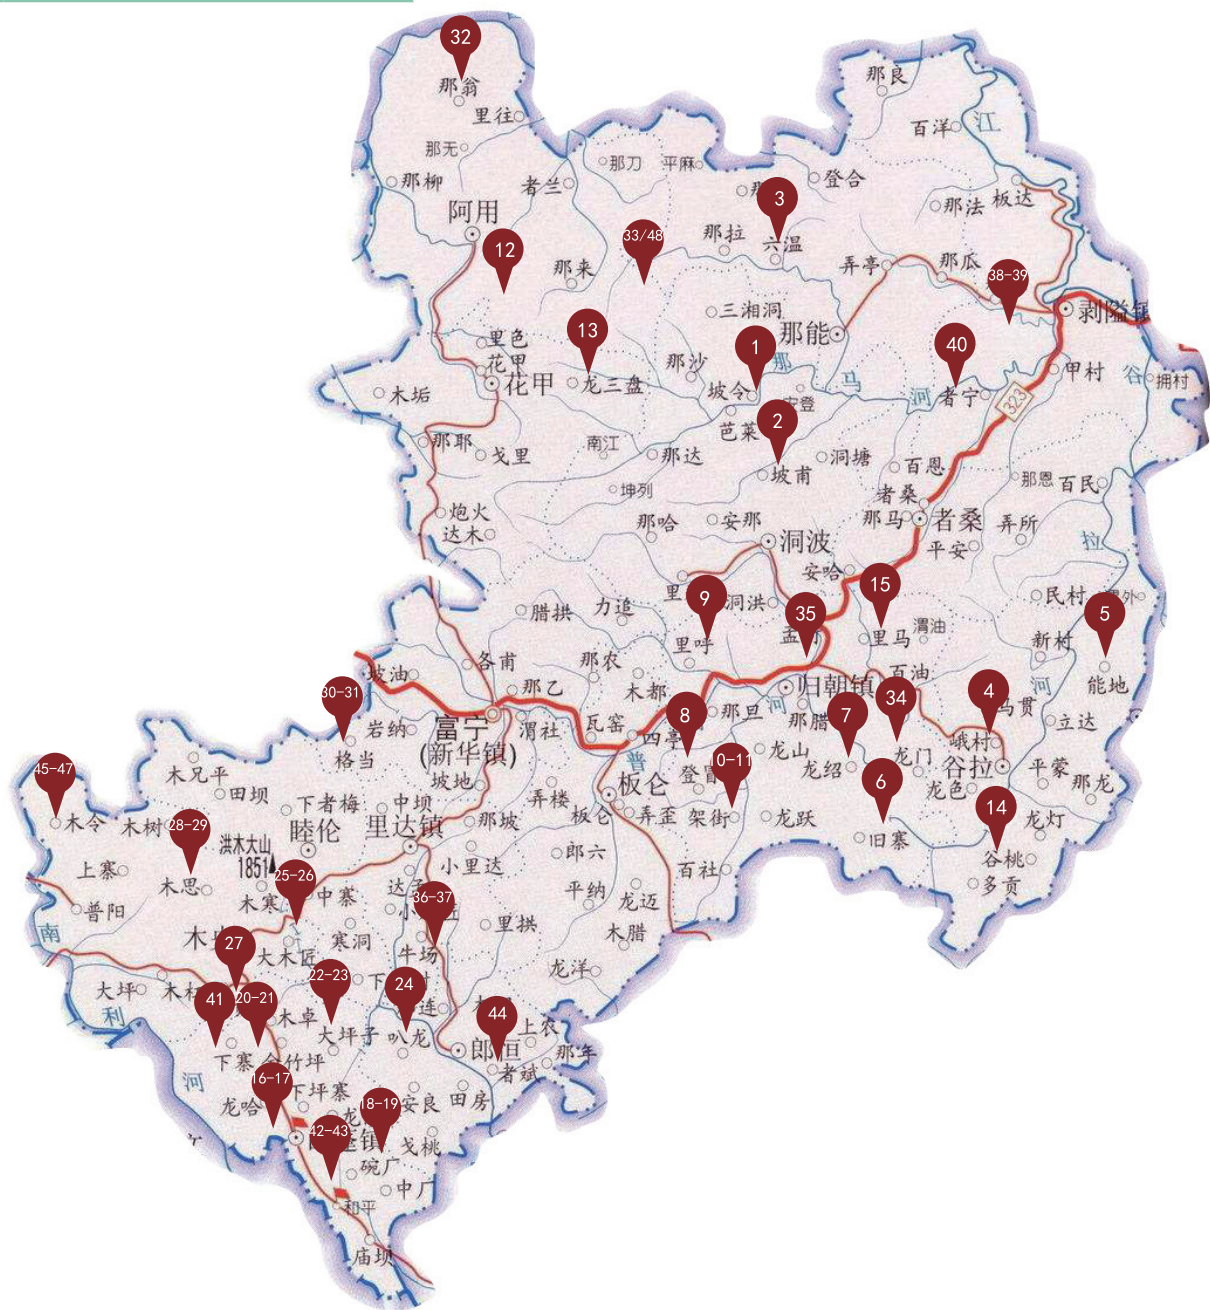 32
那翁
里往
那良
百洋
江
那无
那刀
平麻
那柳
者兰
登合
阿用
3
那法
板达
12
33/48
那拉
六温
那来
弄亭
那瓜
38-39
三湘洞
剥隘镇
13
里色
那能
1
40
花甲
花甲
龙三盘
那沙
那
马
河
坡令
者宁
甲村
谷
拥村
木垢
安登
323
2
芭莱
那耶
戈里
南江
那达
洞塘
百恩
坡甫
那恩
百民
坤列
者桑
炮火
达木
那哈
安那
那马
者桑
弄所
洞波
平安
拉
安哈
15
9
洞洪
35
腊拱
力追
民村
5
里马
渭油
新村
里呼
各甫
那农
百油
坡油
那乙
木都
归朝镇
河
能地
30-31
34
4
河
马贯
岩纳
富宁
(新华镇)
渭社
瓦窑
8
那旦
那腊
7
立达
四亭
峨村
格当
普
龙山
龙绍
龙门
谷拉
平蒙
45-47
木兄平
坡地
0-11
6
龙色
那龙
板仑
田坝
下者梅
中坝
弄楼
14
木令
木树
28-29
睦伦
里达镇
那坡
板仑
弄歪
架街
龙跃
龙灯
洪木大山
1851
旧寨
上寨
小里达
郎六
谷桃
25-26
百社
多贡
木思
中寨
平纳
龙迈
普阳
木寒
36-37
里拱
南
木腊
27
寒洞
大木匠
牛场
龙洋
大坪
22-23
24
41
20-21
利
木卓
大坪子
44
上农
叭龙
下寨
竹坪
郎恒
那年
河
16-17
者斌
下坪寨
龙哈
18-19
安良
田房
42-43
戈桃
碗厂
中厂
和平
庙坝